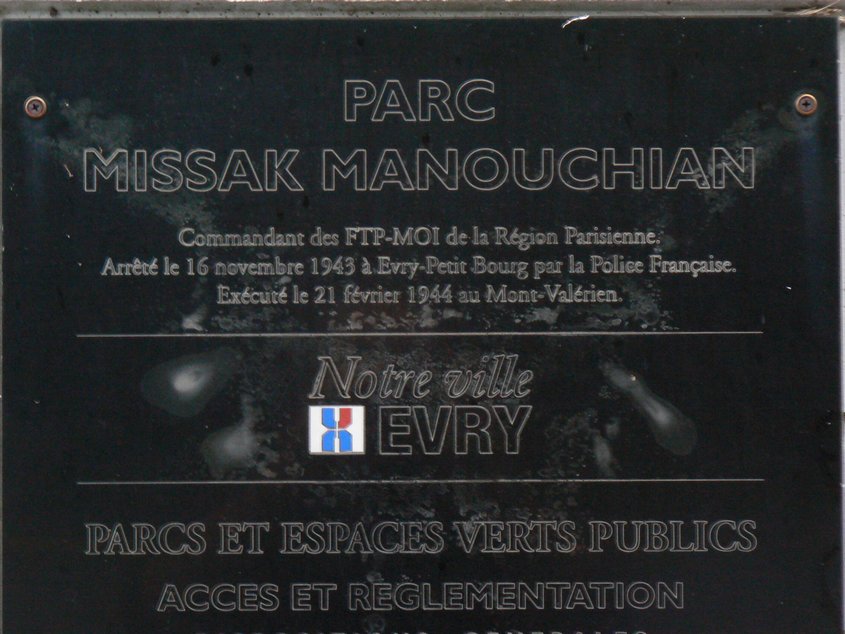 PARC
MISSAK MANOUCHIAN
Commandant des FTP-MOI de la Région Parisienne.
Arrêté le 16 novembre 1943 à Evry-Petit Bourg par la Police Française.
Exécuté le 21 février 1944 au Mont-Valérien.
Notre ville
EVRY
PARCS ET ESPACES VERTS PUBLICS
ACCES ET REGLEMENTATION